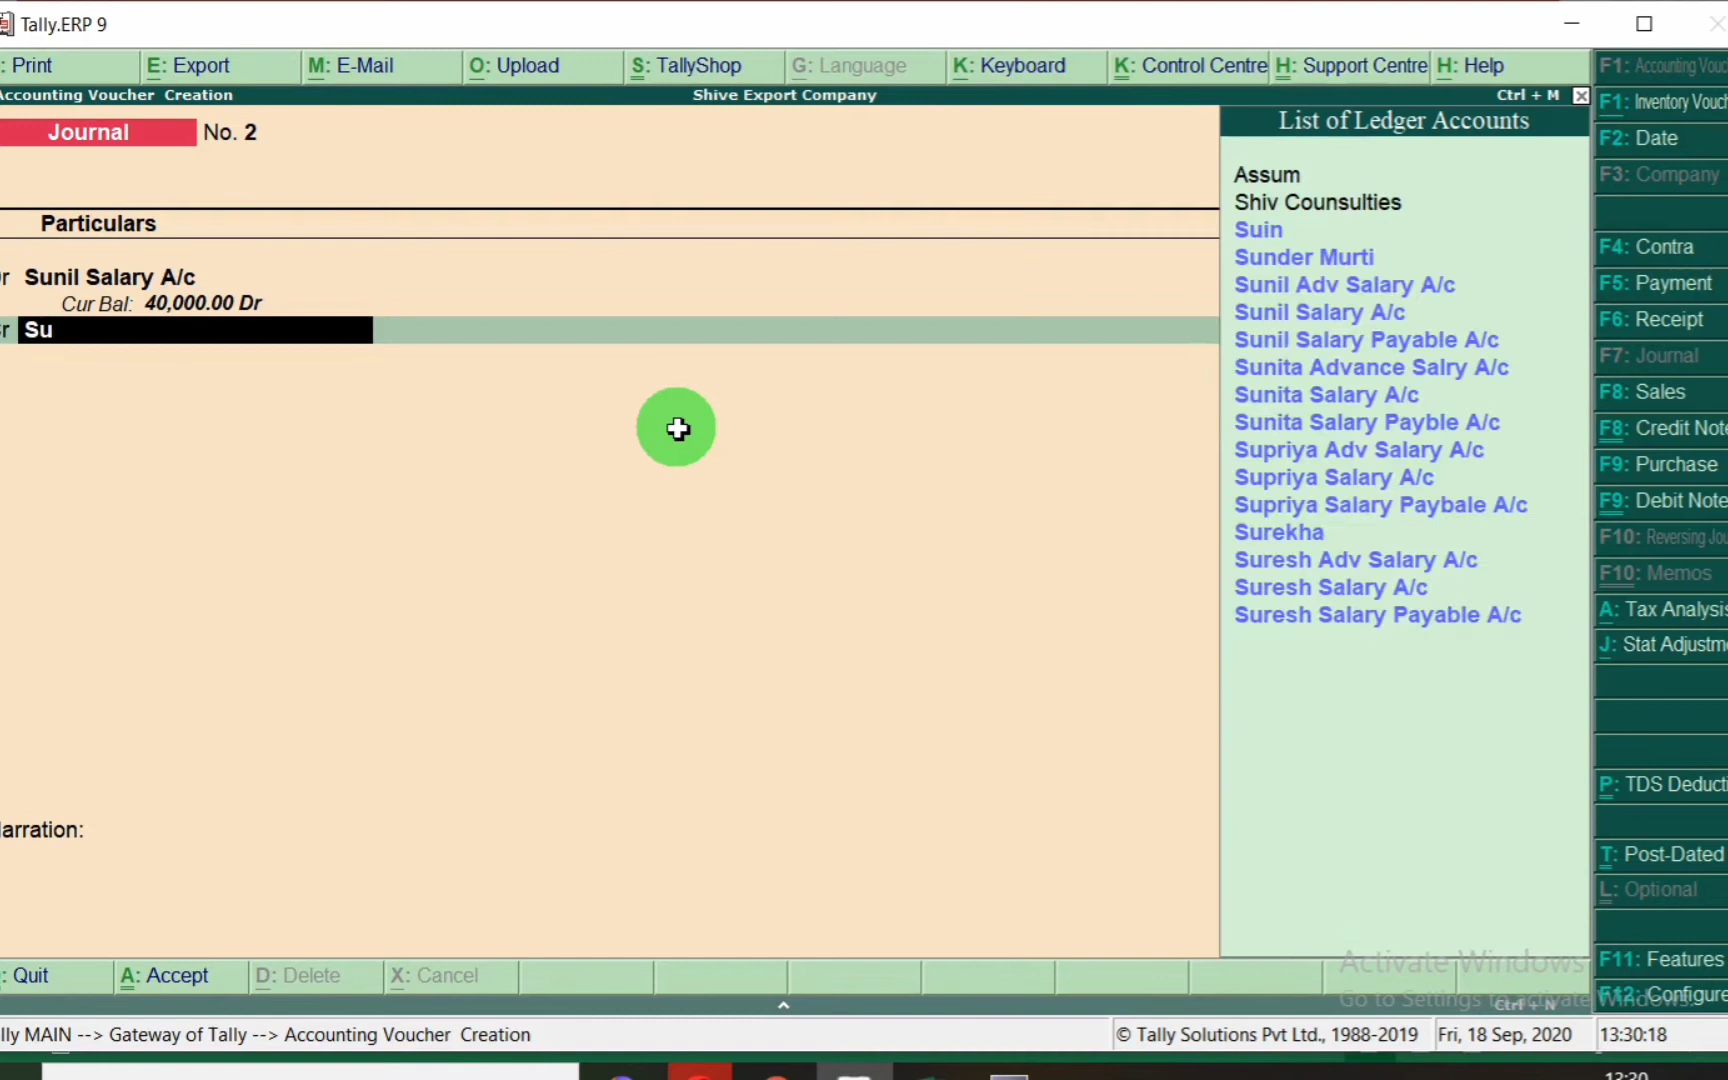 Tally.ERP 9
: Print E: Export M: E-Mail O: Upload S: TallyShop G: Language K: Keyboard K: Control Centre H: Support Centre H: Help
Accounting Voucher Creation Shive Export Company Ctrl + M
Journal No. 2
Particulars
Sunil Salary A/c
Cur Bal: 40,000.00 Dr
Su
arration:
List of Ledger Accounts
Assum
Shiv Counsulties
Suin
Sunder Murti
Sunil Adv Salary A/c
Sunil Salary A/c
Sunil Salary Payable A/c
Sunita Advance Salry A/c
Sunita Salary A/c
Sunita Salary Payble A/c
Supriya Adv Salary A/c
Supriya Salary A/c
Supriya Salary Paybale A/c
Surekha
Suresh Adv Salary A/c
Suresh Salary A/c
Suresh Salary Payable A/c
F1: Accounting Vouc
F1: Inventory Vouch
F2: Date
F3: Company
F4: Contra
F5: Payment
F6: Receipt
F7: Journal
F8: Sales
F8: Credit Note
F9: Purchase
F9: Debit Note
F10: Reversing Jou
F10: Memos
A: Tax Analysis
J: Stat Adjustm
P: TDS Deducti
T: Post-Dated
L: Optional
F11: Features
F12: Configure
Activate Windows
Go to Settings to activate Windows.
: Quit A: Accept D: Delete X: Cancel
Ctrl + N
lly MAIN --> Gateway of Tally --> Accounting Voucher Creation © Tally Solutions Pvt Ltd., 1988-2019 Fri, 18 Sep, 2020 13:30:18
13:30